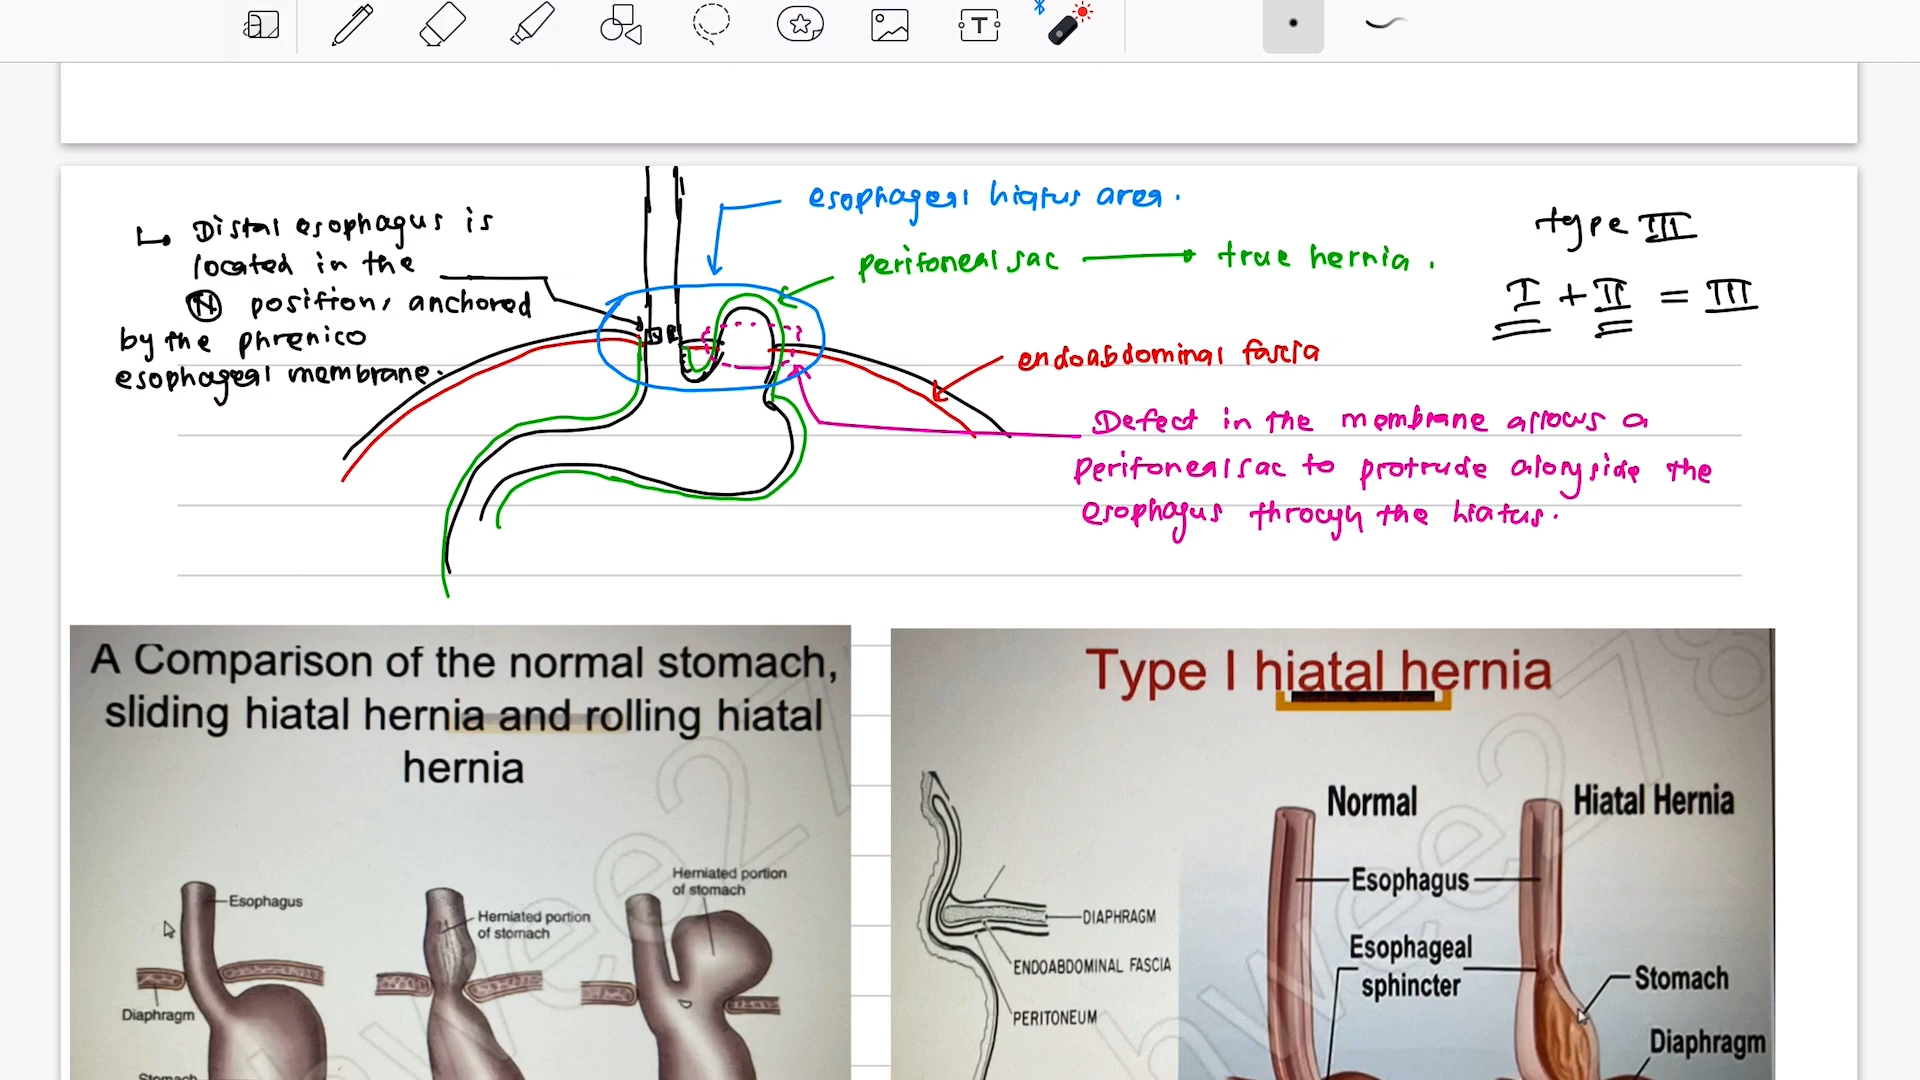 esophageal hiatus area.
↳ Distal esophagus is
located in the
Ⓝ position, anchored
by the phrenico
esophageal membrane.
peritoneal sac → true hernia.
type III
I + II = III
endoabdominal fascia
Defect in the membrane allows a
peritoneal sac to protrude alongside the
esophagus through the hiatus.
A Comparison of the normal stomach,
sliding hiatal hernia and rolling hiatal
hernia
Esophagus
Diaphragm
Stomach
Herniated portion
of stomach
Herniated portion
of stomach
Type I hiatal hernia
DIAPHRAGM
ENDOABDOMINAL FASCIA
PERITONEUM
Normal
Hiatal Hernia
Esophagus
Esophageal
sphincter
Stomach
Diaphragm